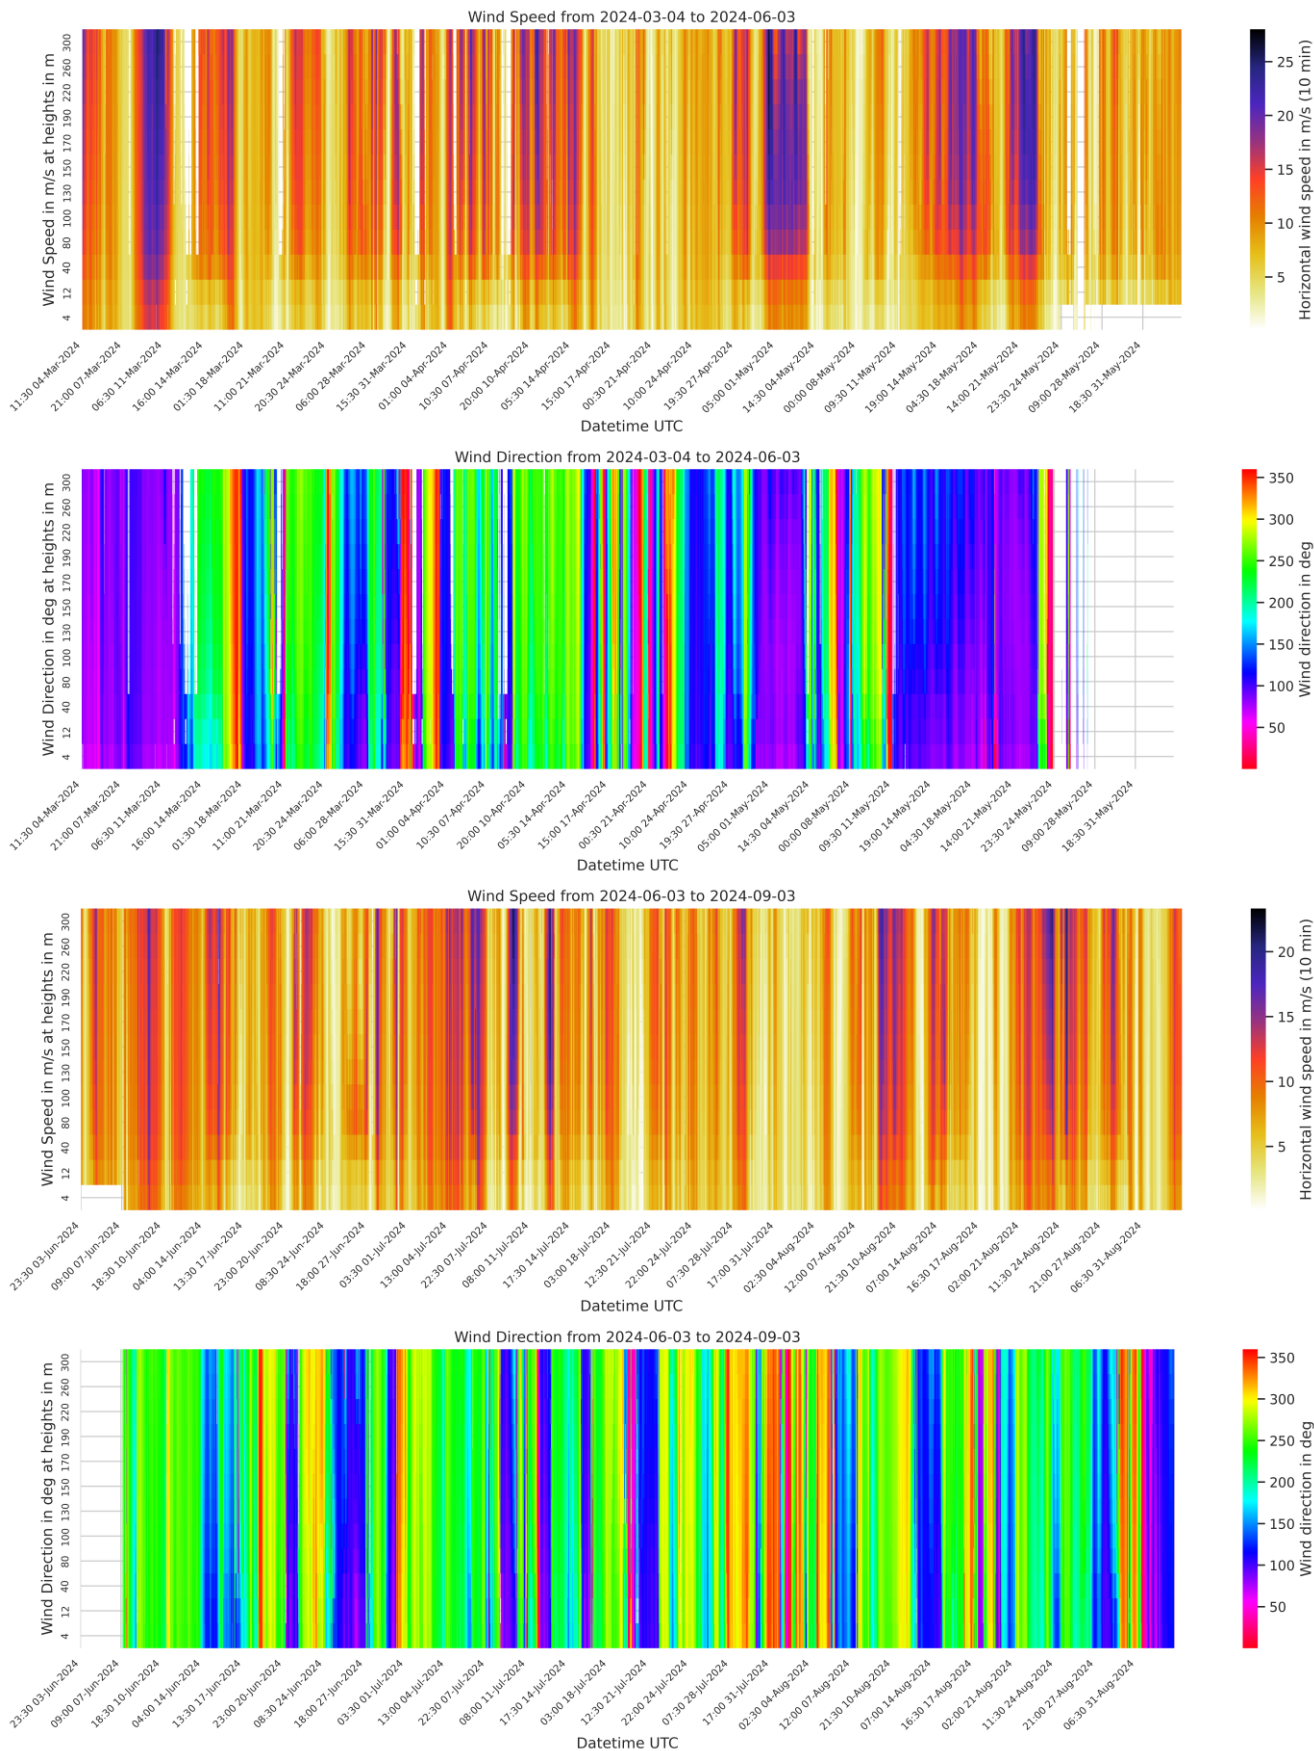 Wind Speed from 2024-03-04 to 2024-06-03
Wind Speed in m/s at heights in m
300
260
220
190
170
150
130
100
80
40
12
4
11:30 04-Mar-2024
21:00 07-Mar-2024
06:30 11-Mar-2024
16:00 14-Mar-2024
01:30 18-Mar-2024
11:00 21-Mar-2024
20:30 24-Mar-2024
06:00 28-Mar-2024
15:30 31-Mar-2024
01:00 04-Apr-2024
10:30 07-Apr-2024
20:00 10-Apr-2024
05:30 14-Apr-2024
15:00 17-Apr-2024
00:30 21-Apr-2024
10:00 24-Apr-2024
19:30 27-Apr-2024
05:00 01-May-2024
14:30 04-May-2024
00:00 08-May-2024
09:30 11-May-2024
19:00 14-May-2024
04:30 18-May-2024
14:00 21-May-2024
23:30 24-May-2024
09:00 28-May-2024
18:30 31-May-2024
Datetime UTC
25
20
15
10
5
Horizontal wind speed in m/s (10 min)
Wind Direction from 2024-03-04 to 2024-06-03
Wind Direction in deg at heights in m
300
260
220
190
170
150
130
100
80
40
12
4
11:30 04-Mar-2024
21:00 07-Mar-2024
06:30 11-Mar-2024
16:00 14-Mar-2024
01:30 18-Mar-2024
11:00 21-Mar-2024
20:30 24-Mar-2024
06:00 28-Mar-2024
15:30 31-Mar-2024
01:00 04-Apr-2024
10:30 07-Apr-2024
20:00 10-Apr-2024
05:30 14-Apr-2024
15:00 17-Apr-2024
00:30 21-Apr-2024
10:00 24-Apr-2024
19:30 27-Apr-2024
05:00 01-May-2024
14:30 04-May-2024
00:00 08-May-2024
09:30 11-May-2024
19:00 14-May-2024
04:30 18-May-2024
14:00 21-May-2024
23:30 24-May-2024
09:00 28-May-2024
18:30 31-May-2024
Datetime UTC
350
300
250
200
150
100
50
Wind direction in deg
Wind Speed from 2024-06-03 to 2024-09-03
Wind Speed in m/s at heights in m
300
260
220
190
170
150
130
100
80
40
12
4
23:30 03-Jun-2024
09:00 07-Jun-2024
18:30 10-Jun-2024
04:00 14-Jun-2024
13:30 17-Jun-2024
23:00 20-Jun-2024
08:30 24-Jun-2024
18:00 27-Jun-2024
03:30 01-Jul-2024
13:00 04-Jul-2024
22:30 07-Jul-2024
08:00 11-Jul-2024
17:30 14-Jul-2024
03:00 18-Jul-2024
12:30 21-Jul-2024
22:00 24-Jul-2024
07:30 28-Jul-2024
17:00 31-Jul-2024
02:30 04-Aug-2024
12:00 07-Aug-2024
21:30 10-Aug-2024
07:00 14-Aug-2024
16:30 17-Aug-2024
02:00 21-Aug-2024
11:30 24-Aug-2024
21:00 27-Aug-2024
06:30 31-Aug-2024
Datetime UTC
20
15
10
5
Horizontal wind speed in m/s (10 min)
Wind Direction from 2024-06-03 to 2024-09-03
Wind Direction in deg at heights in m
300
260
220
190
170
150
130
100
80
40
12
4
23:30 03-Jun-2024
09:00 07-Jun-2024
18:30 10-Jun-2024
04:00 14-Jun-2024
13:30 17-Jun-2024
23:00 20-Jun-2024
08:30 24-Jun-2024
18:00 27-Jun-2024
03:30 01-Jul-2024
13:00 04-Jul-2024
22:30 07-Jul-2024
08:00 11-Jul-2024
17:30 14-Jul-2024
03:00 18-Jul-2024
12:30 21-Jul-2024
22:00 24-Jul-2024
07:30 28-Jul-2024
17:00 31-Jul-2024
02:30 04-Aug-2024
12:00 07-Aug-2024
21:30 10-Aug-2024
07:00 14-Aug-2024
16:30 17-Aug-2024
02:00 21-Aug-2024
11:30 24-Aug-2024
21:00 27-Aug-2024
06:30 31-Aug-2024
Datetime UTC
350
300
250
200
150
100
50
Wind direction in deg